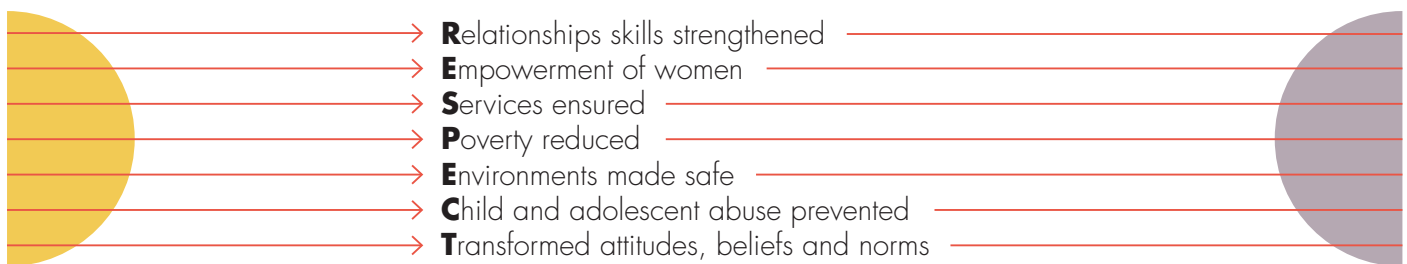 Relationships skills strengthened
Empowerment of women
Services ensured
Poverty reduced
Environments made safe
Child and adolescent abuse prevented
Transformed attitudes, beliefs and norms